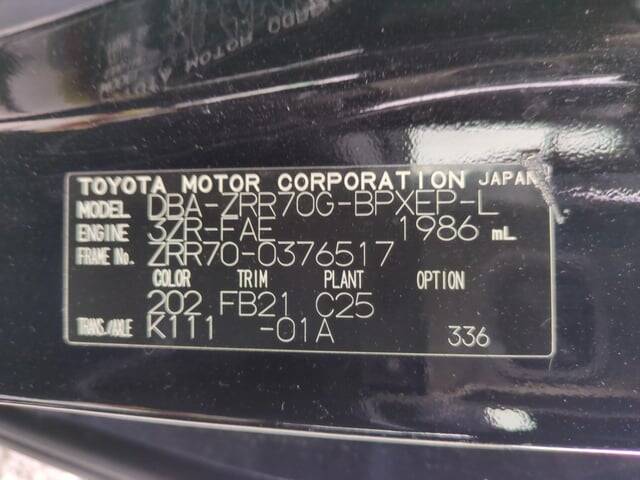 TOYOTA MOTOR CORPORATION JAPAN
MODEL DBA-ZRR70G-BPXEP-L
ENGINE 3ZR-FAE 1986 mL
FRAME No. ZRR70-0376517
COLOR TRIM PLANT OPTION
202 FB21 C25
TRANS./AXLE K111 -01A 336